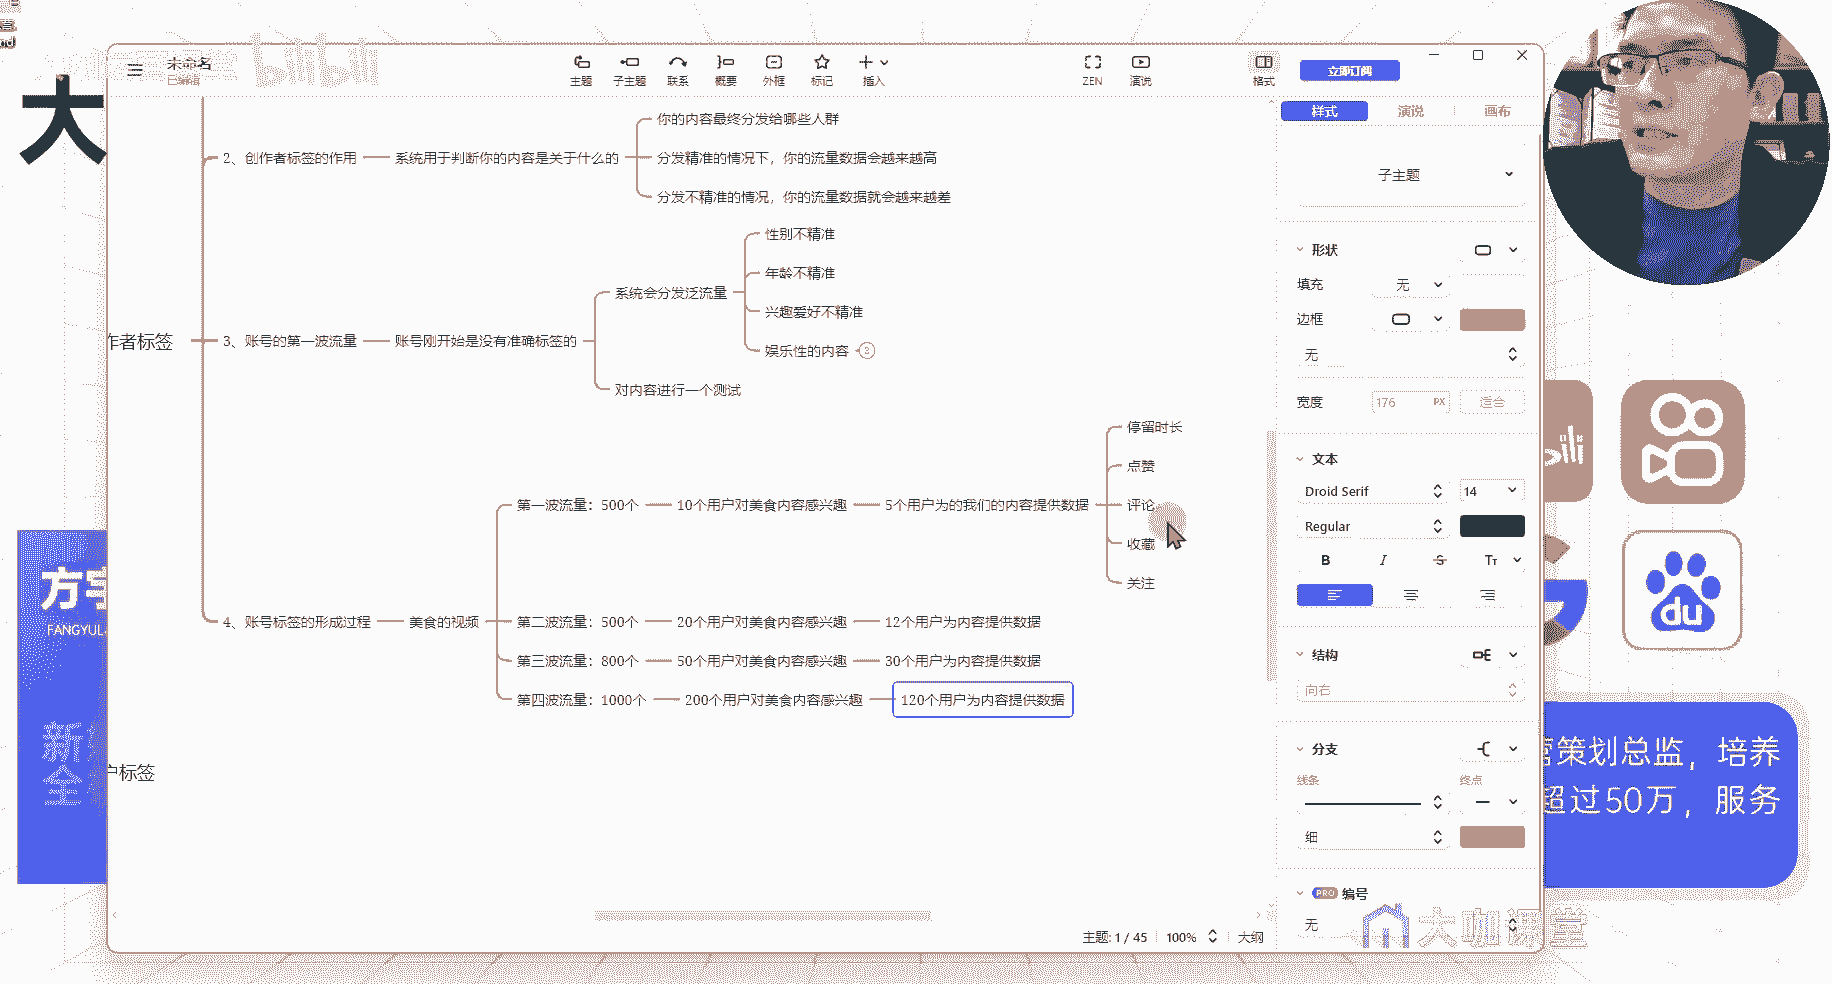 大
bilibili
未命名
已编辑
主题
子主题
联系
概要
外框
标记
插入
ZEN
演说
格式
立即订阅
样式
演说
画布
你的内容最终分发给哪些人群
2、创作者标签的作用
系统用于判断你的内容是关于什么的
分发精准的情况下，你的流量数据会越来越高
分发不精准的情况，你的流量数据就会越来越差
性别不精准
年龄不精准
系统会分发泛流量
兴趣爱好不精准
娱乐性的内容
2
作者标签
3、账号的第一波流量
账号刚开始是没有准确标签的
对内容进行一个测试
停留时长
点赞
第一波流量：500个
10个用户对美食内容感兴趣
5个用户为的我们的内容提供数据
评论
收藏
关注
4、账号标签的形成过程
美食的视频
第二波流量：500个
20个用户对美食内容感兴趣
12个用户为内容提供数据
第三波流量：800个
50个用户对美食内容感兴趣
30个用户为内容提供数据
第四波流量：1000个
200个用户对美食内容感兴趣
120个用户为内容提供数据
户标签
子主题
形状
填充
无
边框
无
宽度
176
PX
适合
文本
Droid Serif
14
Regular
B
I
S
Tт
结构
向右
分支
线条
终点
细
PRO
编号
无
主题: 1 / 45
100%
大纲
方宇
FANGYU
新
全
bili
du
营策划总监，培养
超过50万，服务
大咖课堂